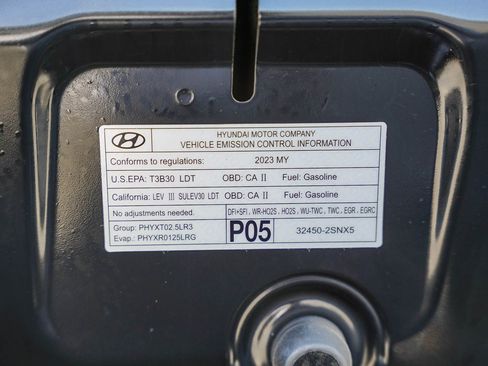 HYUNDAI MOTOR COMPANY
VEHICLE EMISSION CONTROL INFORMATION
Conforms to regulations: 2023 MY
U.S.EPA: T3B30 LDT OBD: CA II Fuel: Gasoline
California: LEV III SULEV30 LDT OBD: CA II Fuel: Gasoline
No adjustments needed. DFI+SFI, WR-HO2S, HO2S, WU-TWC, TWC, EGR, EGRC
Group: PHYXT02.5LR3
Evap.: PHYXR0125LRG
P05 32450-2SNX5